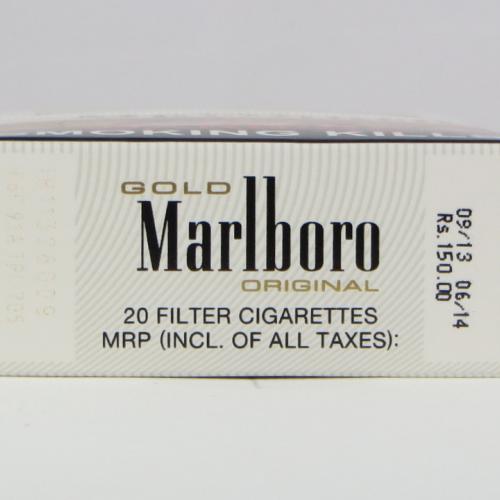 SMOKING KILLS
GOLD
Marlboro
ORIGINAL
20 FILTER CIGARETTES
MRP (INCL. OF ALL TAXES):
09/13 06/14
Rs.150.00